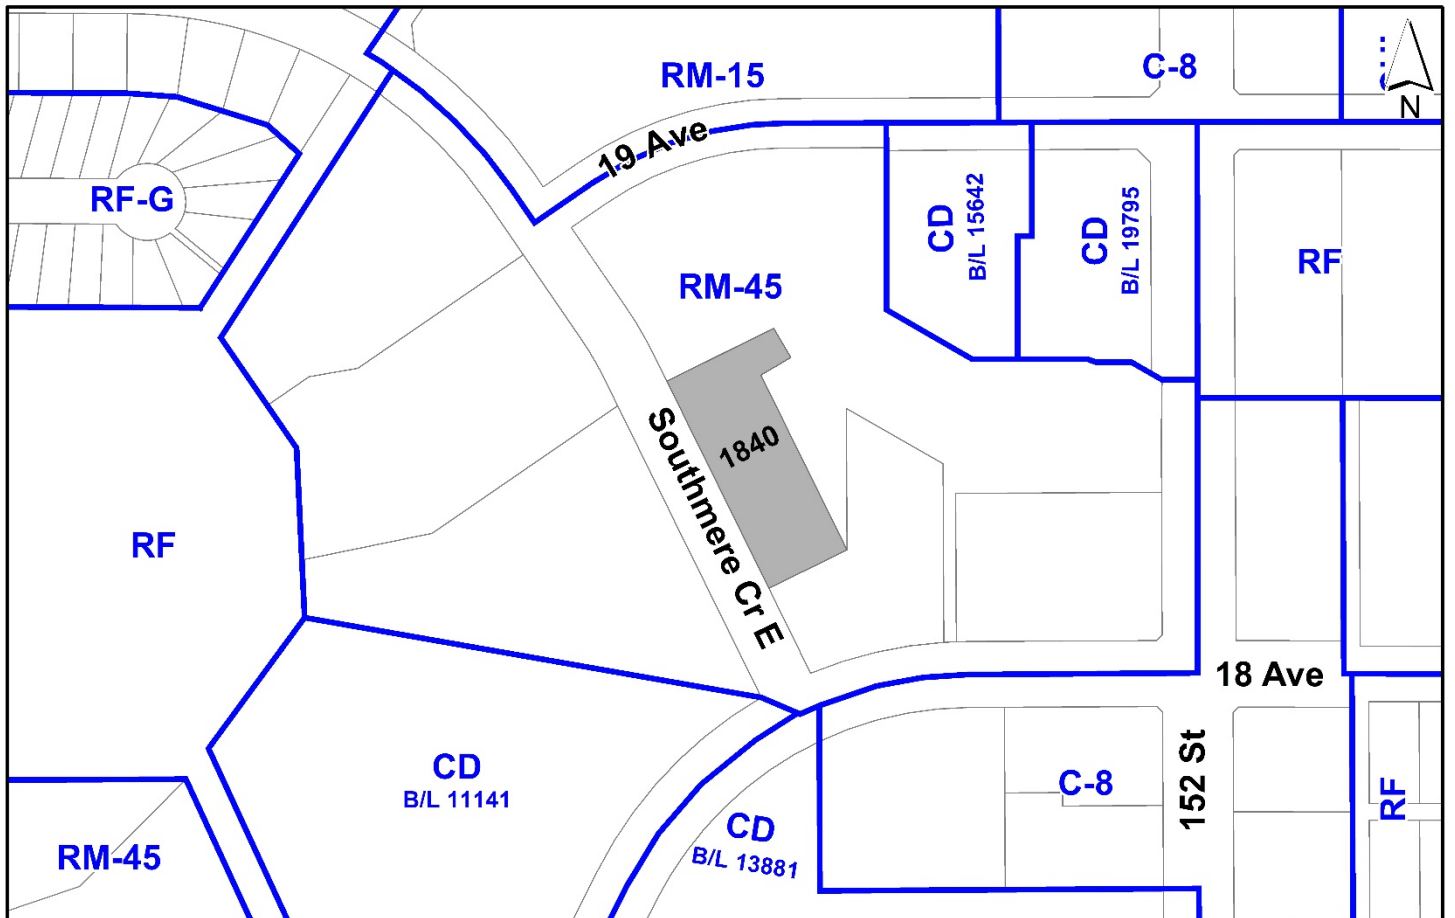 RM-15
C-8
N
19 Ave
RF-G
CD
B/L 15642
CD
B/L 19795
RF
RM-45
1840
Southmere Cr E
RF
18 Ave
CD
B/L 11141
152 St
C-8
RF
CD
B/L 13881
RM-45